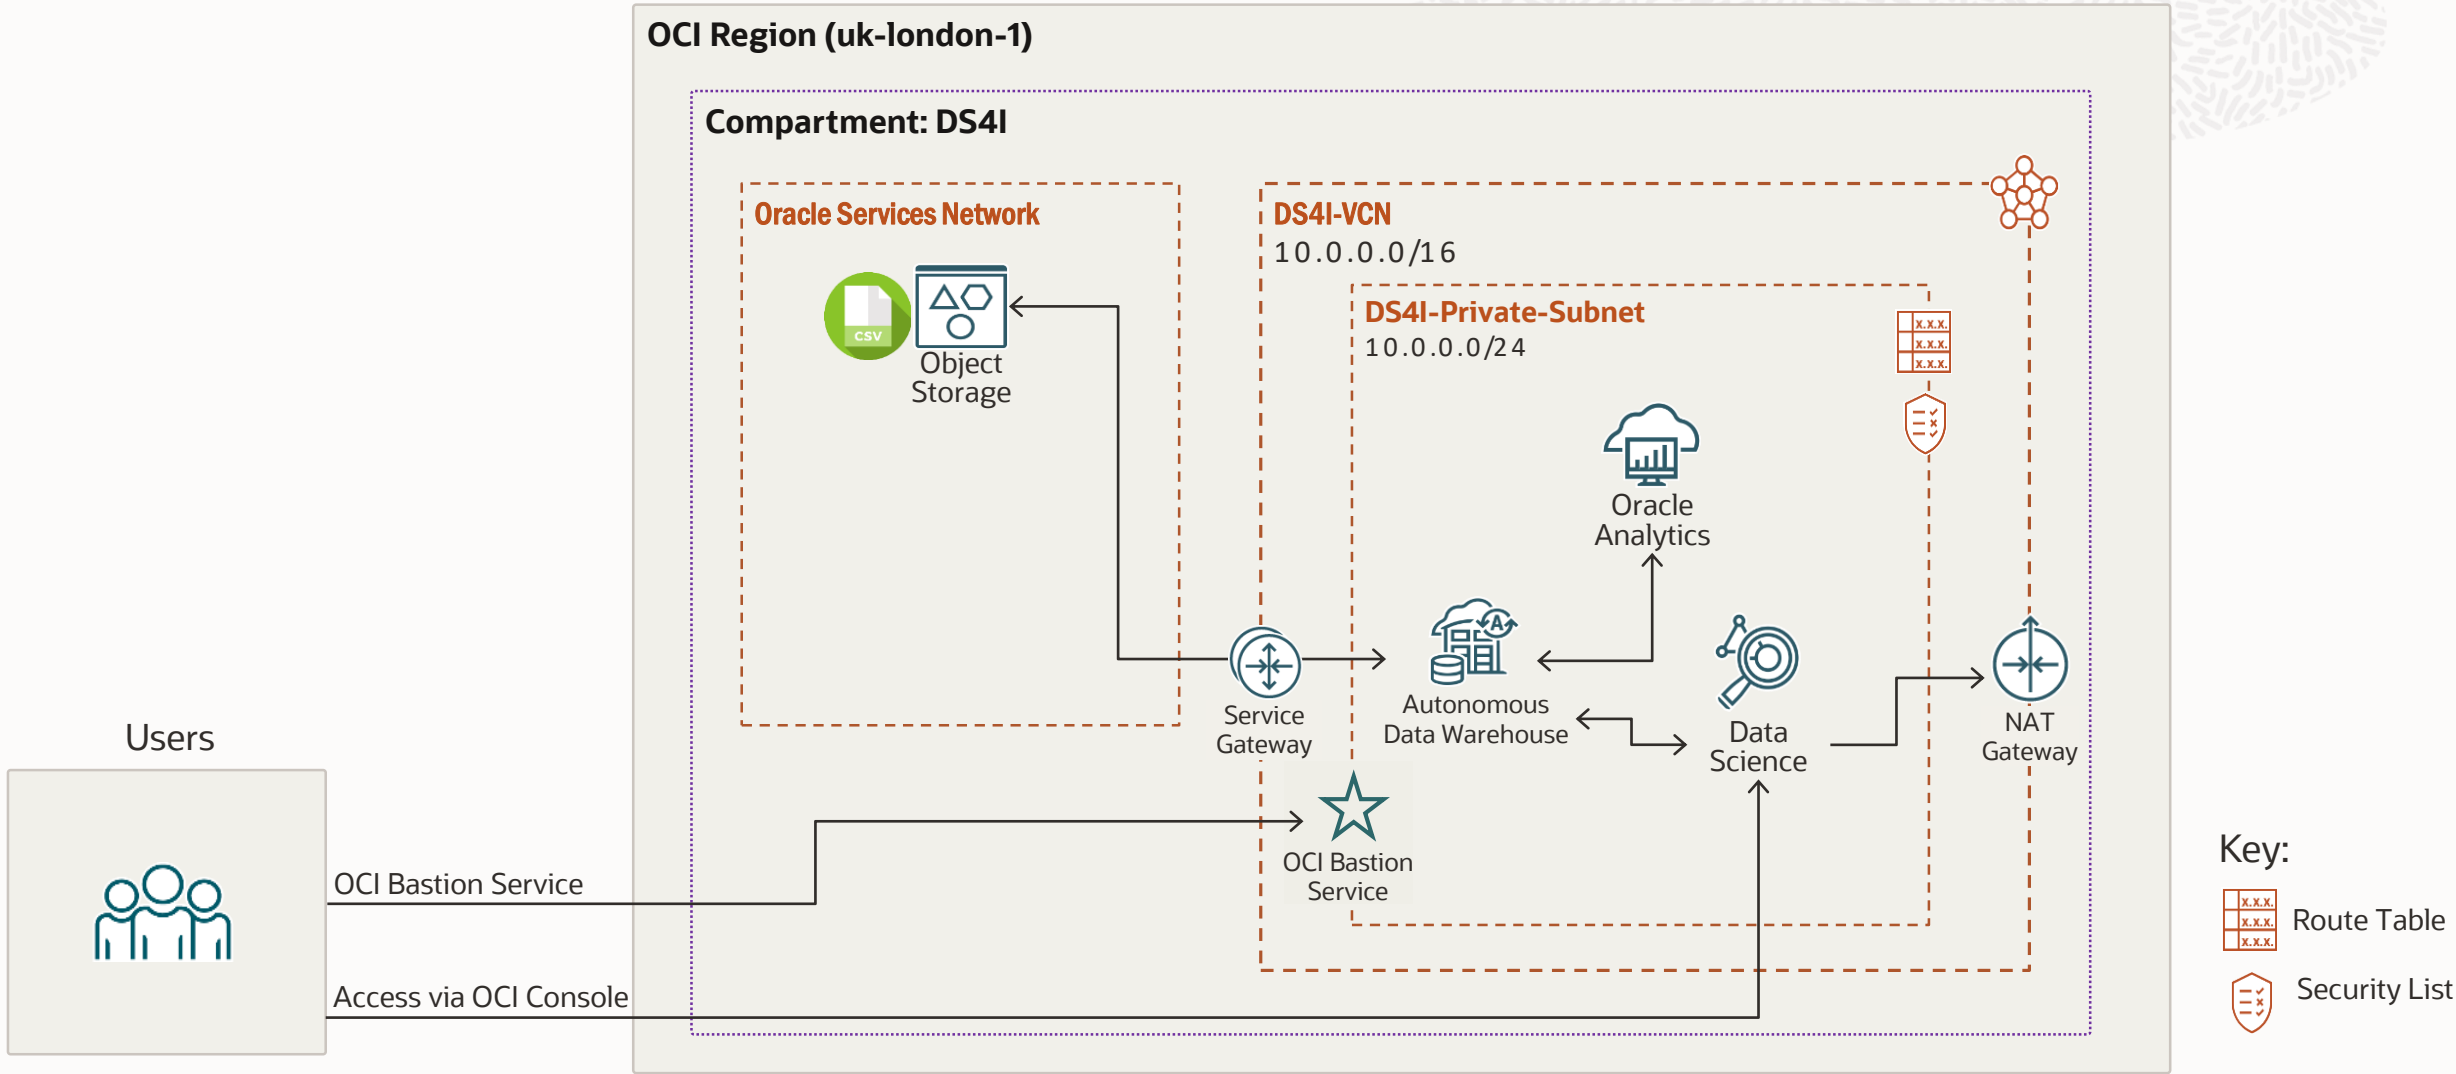 OCI Region (uk-london-1)
Compartment: DS4I
Oracle Services Network
CSV
Object
Storage
DS4I-VCN
10.0.0.0/16
DS4I-Private-Subnet
10.0.0.0/24
x.x.x.
x.x.x.
x.x.x.
Oracle
Analytics
A
Service
Gateway
Autonomous
Data Warehouse
Data
Science
NAT
Gateway
OCI Bastion
Service
Users
OCI Bastion Service
Access via OCI Console
Key:
x.x.x.
x.x.x.
x.x.x.
Route Table
Security List